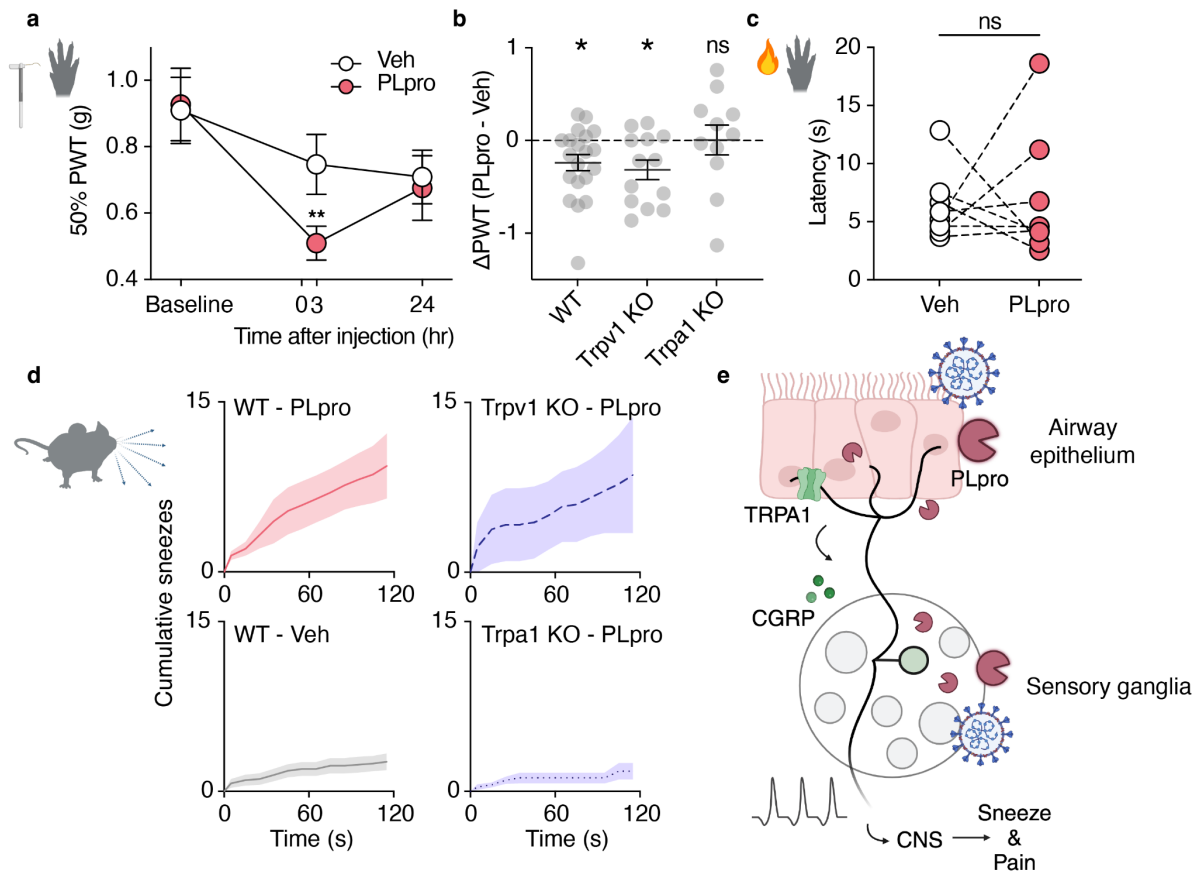 a
Veh
PLpro
50% PWT (g)
1.0
0.8
0.6
0.4
**
Baseline
0 3
24
Time after injection (hr)
b
ΔPWT (PLpro - Veh)
1
0
-1
*
*
ns
WT
Trpv1 KO
Trpa1 KO
c
ns
Latency (s)
20
15
10
5
0
Veh
PLpro
d
Cumulative sneezes
15
WT - PLpro
0
0
60
120
15
Trpv1 KO - PLpro
0
0
60
120
15
WT - Veh
0
0
60
120
Time (s)
15
Trpa1 KO - PLpro
0
0
60
120
Time (s)
e
Airway
epithelium
PLpro
TRPA1
CGRP
Sensory ganglia
CNS
Sneeze
&
Pain